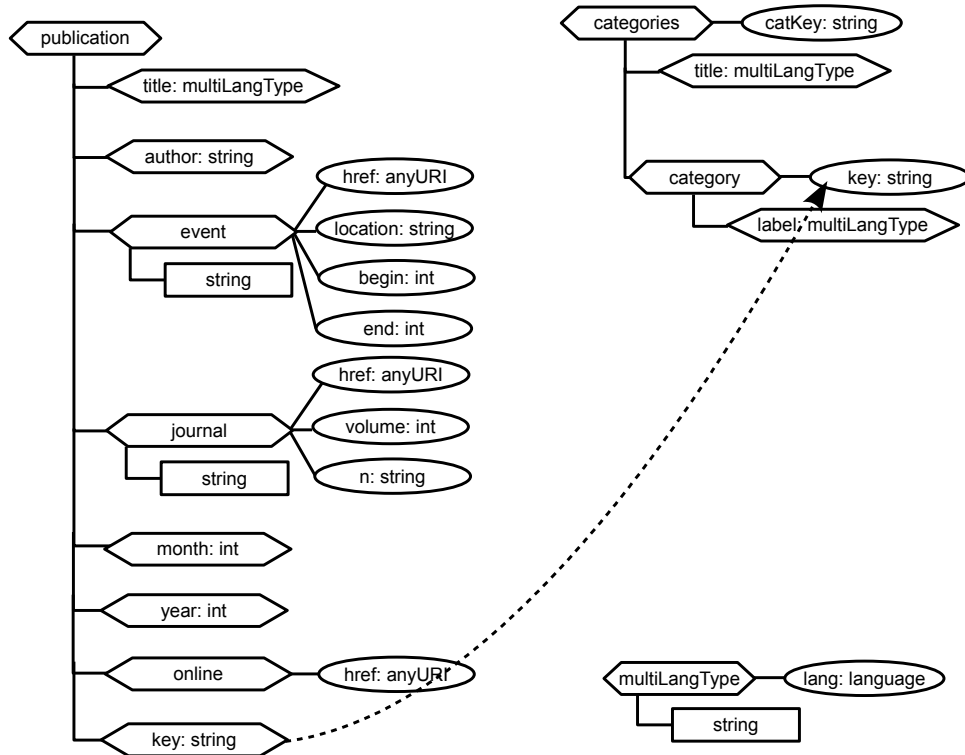 publication
title: multiLangType
author: string
event
string
href: anyURI
location: string
begin: int
end: int
journal
string
href: anyURI
volume: int
n: string
month: int
year: int
online
href: anyURI
key: string
categories
catKey: string
title: multiLangType
category
key: string
label: multiLangType
multiLangType
lang: language
string